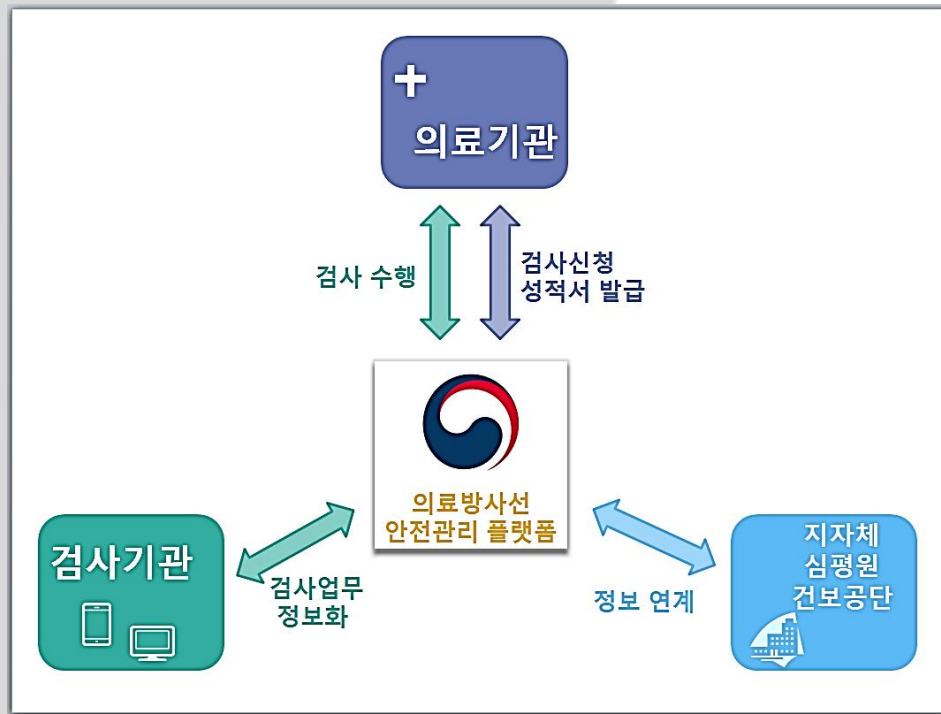 의료기관
검사 수행
검사신청
성적서 발급
의료방사선
안전관리 플랫폼
검사기관
검사업무
정보화
정보 연계
지자체
심평원
건보공단